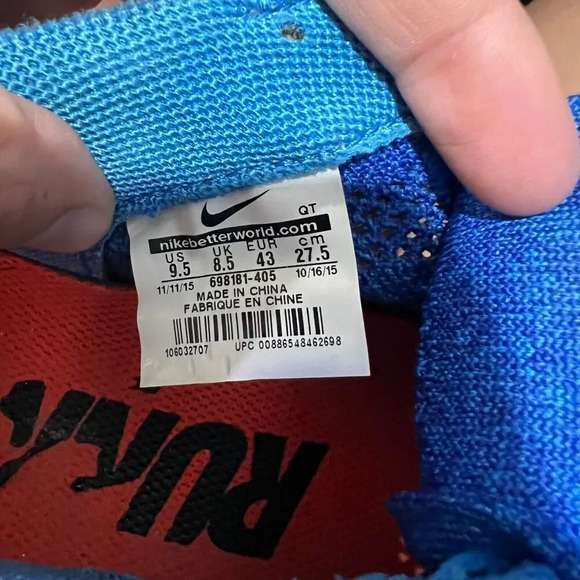 QT
nikebetterworld.com
US UK EUR cm
9.5 8.5 43 27.5
11/11/15 698181-405 10/16/15
MADE IN CHINA
FABRIQUE EN CHINE
106032707 UPC 00886548462698
RUN